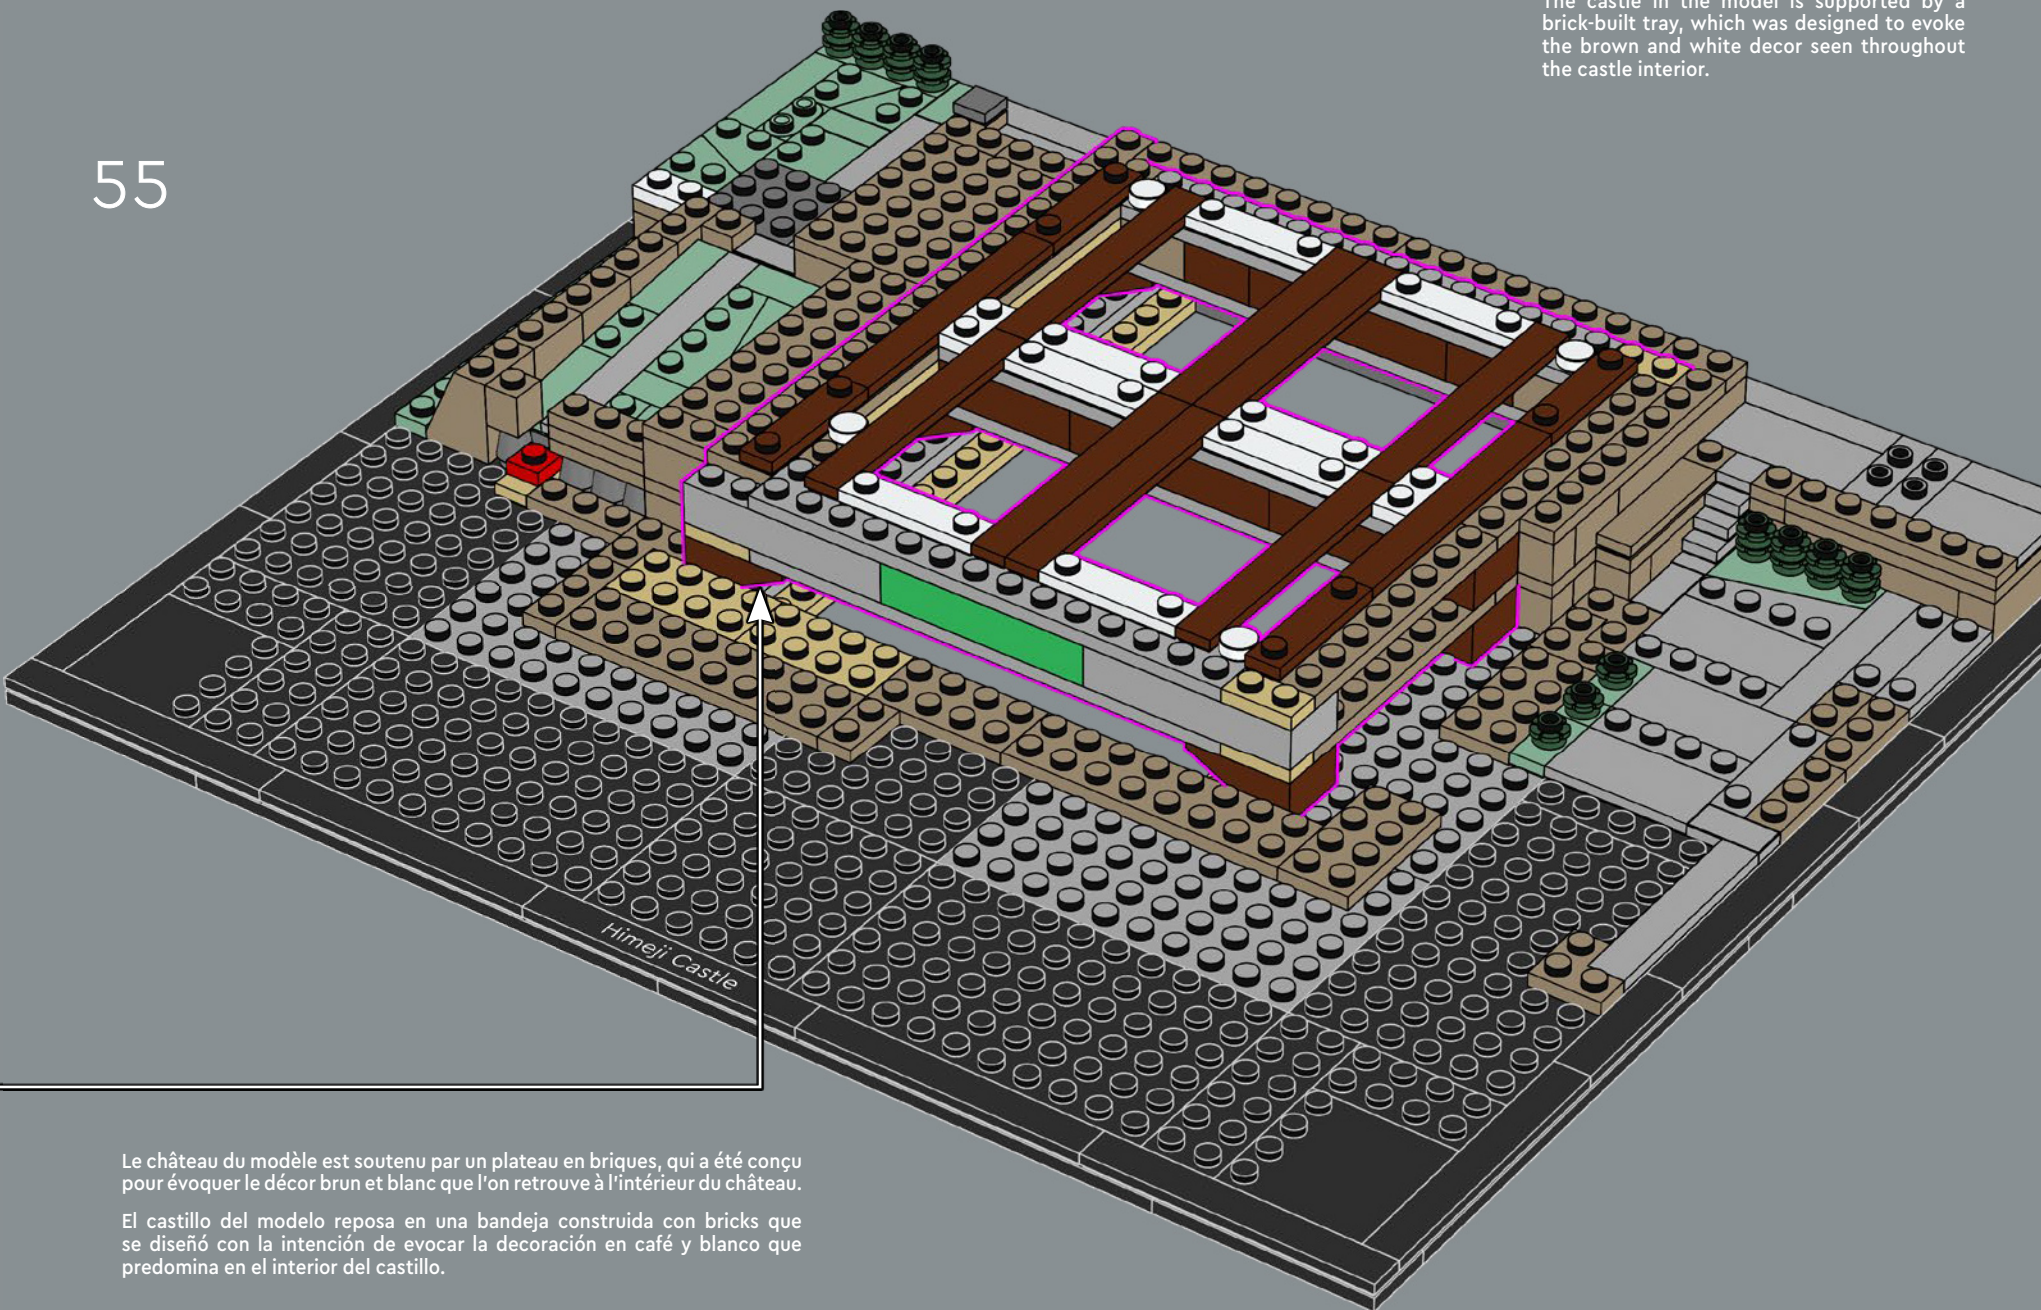 The castle in the model is supported by a
brick-built tray, which was designed to evoke
the brown and white decor seen throughout
the castle interior.
55
Himeji Castle
Le château du modèle est soutenu par un plateau en briques, qui a été conçu
pour évoquer le décor brun et blanc que l'on retrouve à l'intérieur du château.
El castillo del modelo reposa en una bandeja construida con bricks que
se diseñó con la intención de evocar la decoración en café y blanco que
predomina en el interior del castillo.